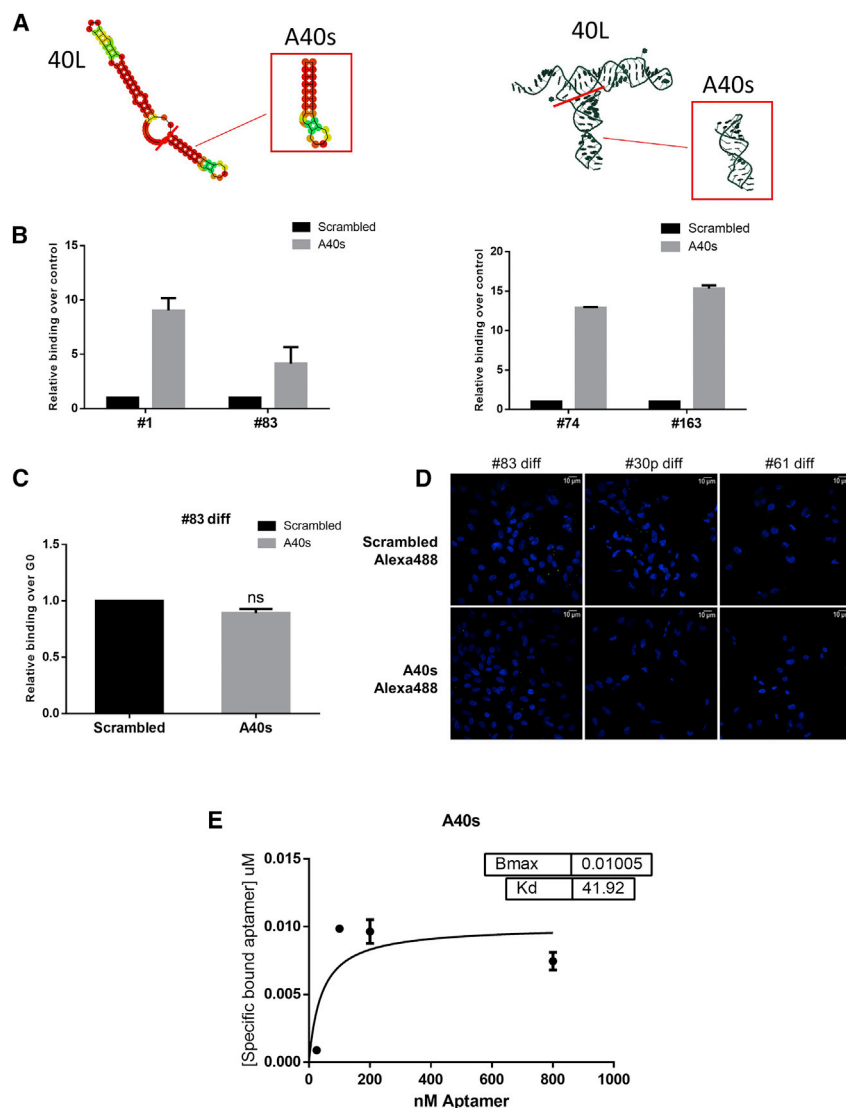 A
40L
A40s
40L
A40s
B
Relative binding over control
15
10
5
0
Scrambled
A40s
#1
#83
Relative binding over control
20
15
10
5
0
Scrambled
A40s
#74
#163
C
#83 diff
Scrambled
A40s
Relative binding over G0
1.5
1.0
0.5
0.0
ns
Scrambled
A40s
D
#83 diff
#30p diff
#61 diff
Scrambled
Alexa488
10 µm
10 µm
10 µm
A40s
Alexa488
10 µm
10 µm
10 µm
E
A40s
[Specific bound aptamer] uM
0.015
0.010
0.005
0.000
Bmax 0.01005
Kd 41.92
0
200
400
600
800
1000
nM Aptamer